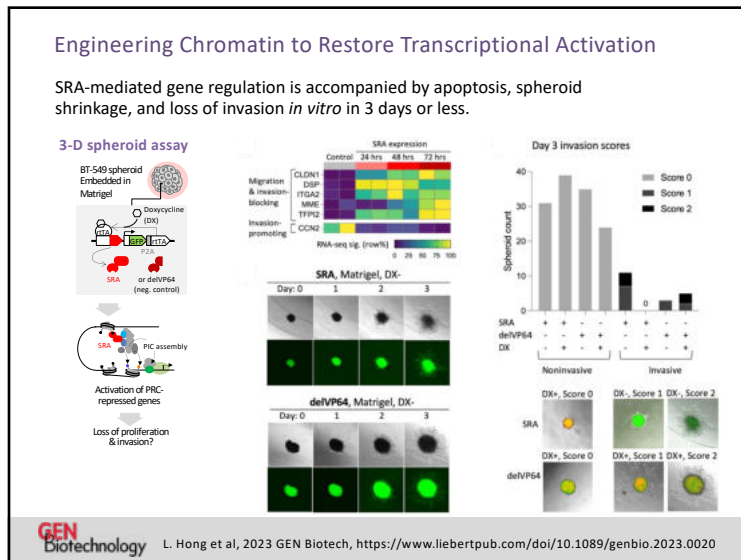 Engineering Chromatin to Restore Transcriptional Activation
SRA-mediated gene regulation is accompanied by apoptosis, spheroid
shrinkage, and loss of invasion in vitro in 3 days or less.
3-D spheroid assay
BT-549 spheroid
Embedded in
Matrigel
Doxycycline
(DX)
rtTA
GFP
rtTA
P2A
SRA
or delVP64
(neg. control)
SRA
PIC assembly
Activation of PRC-
repressed genes
Loss of proliferation
& invasion?
SRA expression
Control 24 hrs 48 hrs 72 hrs
Migration
& invasion-
blocking
CLDN1
DSP
ITGA2
MME
TFPI2
Invasion-
promoting
CCN2
RNA-seq sig. (row%)
0 25 50 75 100
SRA, Matrigel, DX-
Day: 0 1 2 3
delVP64, Matrigel, DX-
Day: 0 1 2 3
Day 3 invasion scores
Score 0
Score 1
Score 2
Spheroid count
40
30
20
10
0
0
SRA + + - - + + - -
delVP64 - - + + - - + +
DX - + - + - + - +
Noninvasive Invasive
DX+, Score 0 DX-, Score 1 DX-, Score 2
SRA
DX+, Score 0 DX+, Score 1 DX+, Score 2
delVP64
GEN
Biotechnology
L. Hong et al, 2023 GEN Biotech, https://www.liebertpub.com/doi/10.1089/genbio.2023.0020